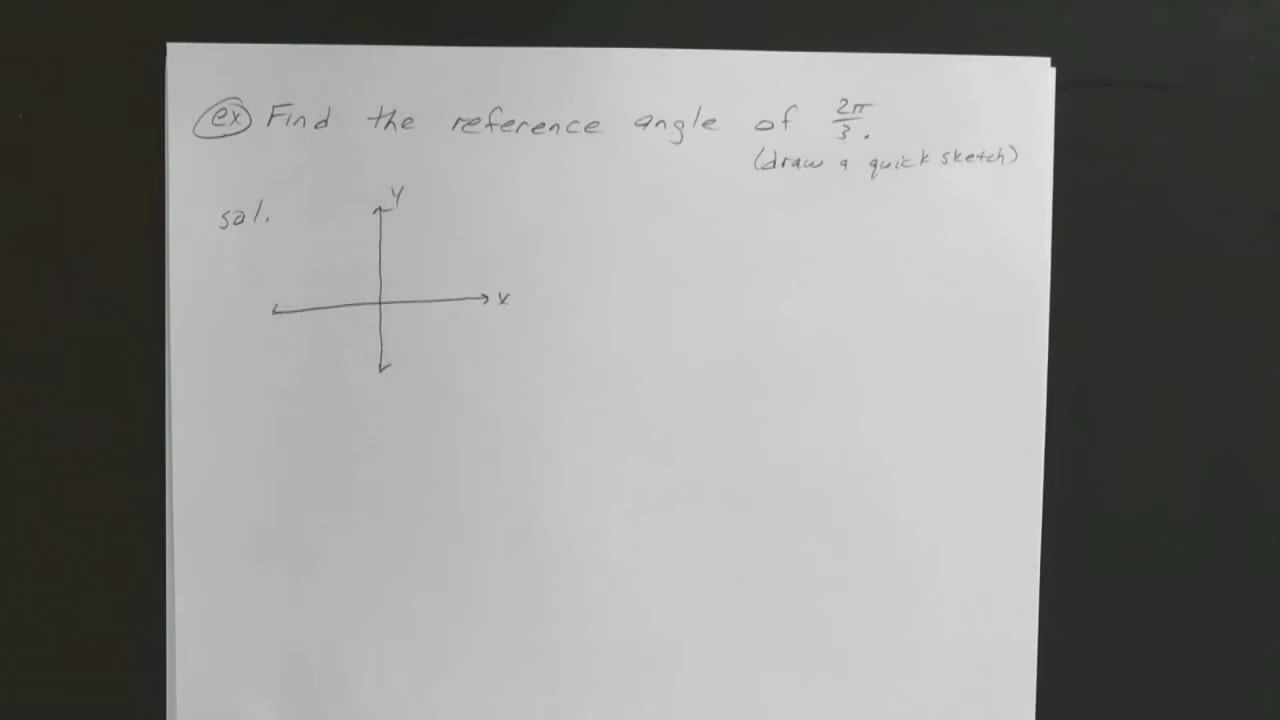 ex Find the reference angle of 2π/3.
(draw a quick sketch)
sol.
y
x